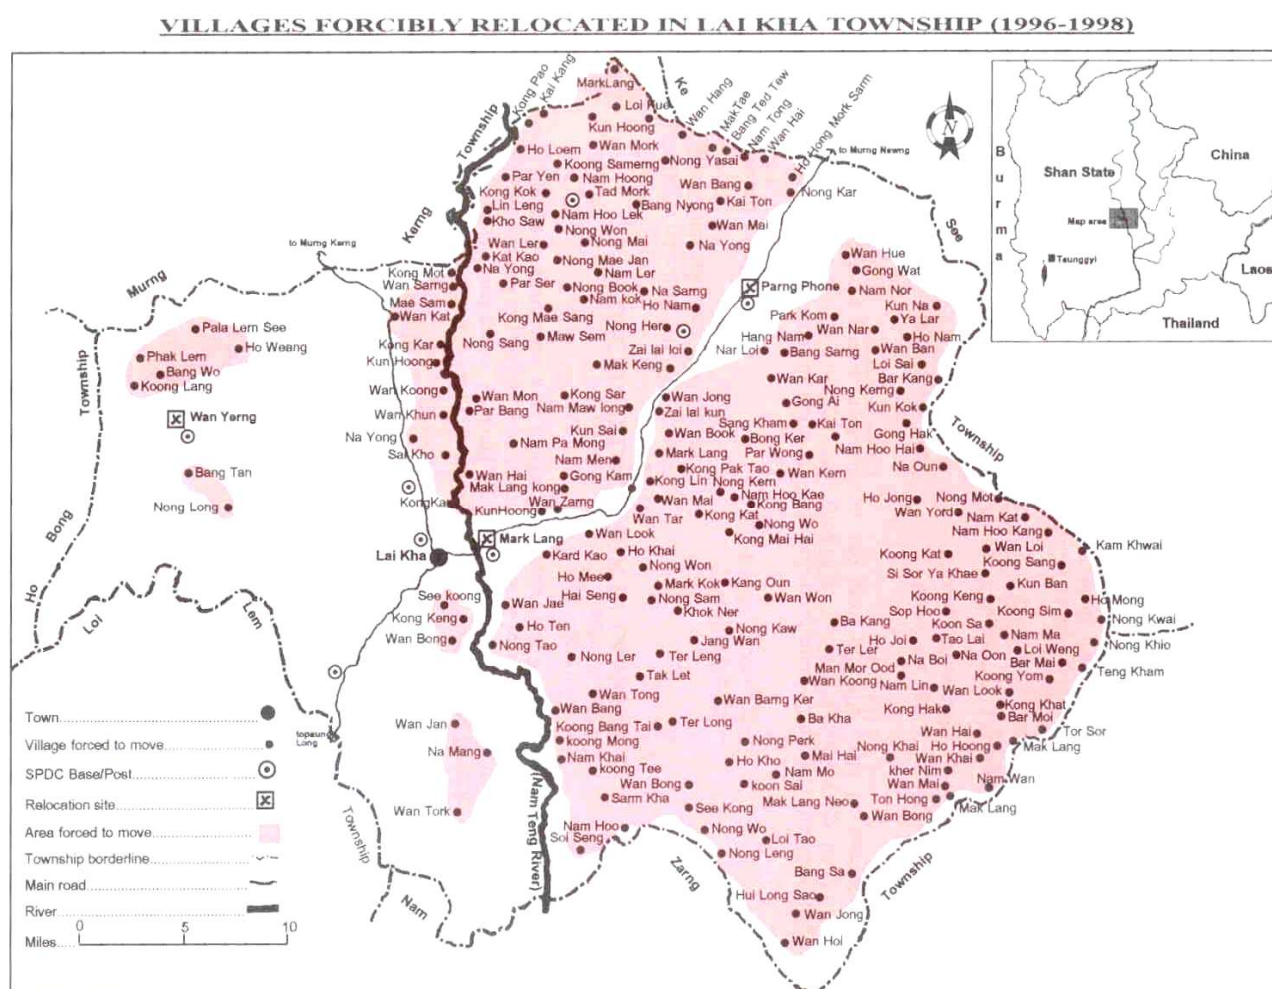 VILLAGES FORCIBLY RELOCATED IN LAI KHA TOWNSHIP (1996-1998)
MarkLang
Ke
Kong Pao
Kai Kang
Loi Kue
Wan Hang
MakTae
Bang Ted Tew
Nam Tong
Wan Hai
Ho Hong Mork Sarm
to Murng Newng
N
Kun Hoong
Township
Ho Loem
Wan Mork
Koong Samerng
Nong Yasai
Par Yen
Nam Hoong
Wan Bang
Nong Kar
Kong Kok
Tad Mork
Lin Leng
Bang Nyong
Kai Ton
Kho Saw
Nam Hoo Lek
Nong Won
Wan Mai
Kerng
to Murng Kerng
Wan Ler
Nong Mai
Na Yong
See
Kat Kao
Nong Mae Jan
Wan Hue
Kong Mot
Na Yong
Nam Ler
Gong Wat
Murng
Wan Sarng
Par Ser
Nong Book
Na Sarng
Parng Phone
Nam Nor
Mae Sam
Nam kok
Ho Nam
Kun Na
Wan Kat
Kong Mae Sang
Park Kom
Ya Lar
Pala Lern See
Nong Her
Wan Nar
Ho Nam
Kong Kar
Nong Sang
Maw Sem
Hang Nam
Ho Weang
Zai lai loi
Nar Loi
Bang Sarng
Wan Ban
Phak Lem
Kun Hoong
Mak Keng
Loi Sai
Bang Wo
Wan Kar
Bar Kang
Koong Lang
Wan Koong
Wan Mon
Kong Sar
Wan Jong
Nong Kerng
Township
Par Bang
Nam Maw long
Zai lai kun
Gong Ai
Kun Kok
Wan Yerng
Wan Khun
Kun Sai
Wan Book
Sang Kham
Kai Ton
Gong Hak
Na Yong
Nam Pa Mong
Bong Ker
Nam Hoo Hai
Sai Kho
Nam Men
Mark Lang
Par Wong
Township
Bang Tan
Wan Hai
Gong Kam
Kong Pak Tao
Wan Kern
Na Oun
Mak Lang kong
Kong Lin
Nong Kern
Nong Long
KongKar
KunHoong
Wan Zarng
Wan Mai
Nam Hoo Kae
Ho Jong
Nong Mot
Wan Tar
Kong Kat
Kong Bang
Wan Yord
Nam Kat
Bong
Mark Lang
Wan Look
Nong Wo
Nam Hoo Kang
Lai Kha
Kard Kao
Ho Khai
Kong Mai Hai
Koong Kat
Wan Loi
Kam Khwai
Nong Won
Koong Sang
Ho
Ho Mee
Mark Kok
Kang Oun
Si Sor Ya Khae
Kun Ban
Loi
Lem
See koong
Wan Jae
Hai Seng
Nong Sam
Wan Won
Koong Keng
Ho Mong
Kong Keng
Khok Ner
Sop Hoo
Koong Sim
Ho Ten
Nong Kaw
Ba Kang
Koon Sa
Nong Kwai
Wan Bong
Nong Tao
Jang Wan
Ho Joi
Tao Lai
Nam Ma
Nong Khio
Nong Ler
Ter Leng
Ter Ler
Na Boi
Na Oon
Loi Weng
Man Mor Ood
Bar Mai
Teng Kham
Tak Let
Wan Koong
Nam Lin
Koong Yom
Wan Tong
Wan Barng Ker
Wan Look
Wan Bang
Kong Hak
Kong Khat
Koong Bang Tai
Ter Long
Ba Kha
Bar Moi
Wan Jan
koong Mong
Wan Hai
Tor Sor
Nong Perk
Nong Khai
Ho Hoong
Mak Lang
Na Mang
Nam Khai
Mai Hai
Wan Khai
koong Tee
Ho Kho
kher Nim
Nam Mo
Wan Mai
Nam Wan
Wan Bong
koon Sai
Sarm Kha
Ton Hong
Mak Lang
Wan Tork
See Kong
Mak Lang Neo
Wan Bong
Nam Hoo
Nong Wo
Soi Seng
Loi Tao
Nong Leng
(Nam Teng River)
Township
Zarng
Bang Sa
Township
Nam
Hui Long Sao
Wan Jong
Wan Hoi
Burma
Shan State
China
Map area
Taunggyi
Laos
Thailand
Town
Village forced to move
SPDC Base/Post
Relocation site
Area forced to move
Township borderline
Main road
River
Miles
0 5 10